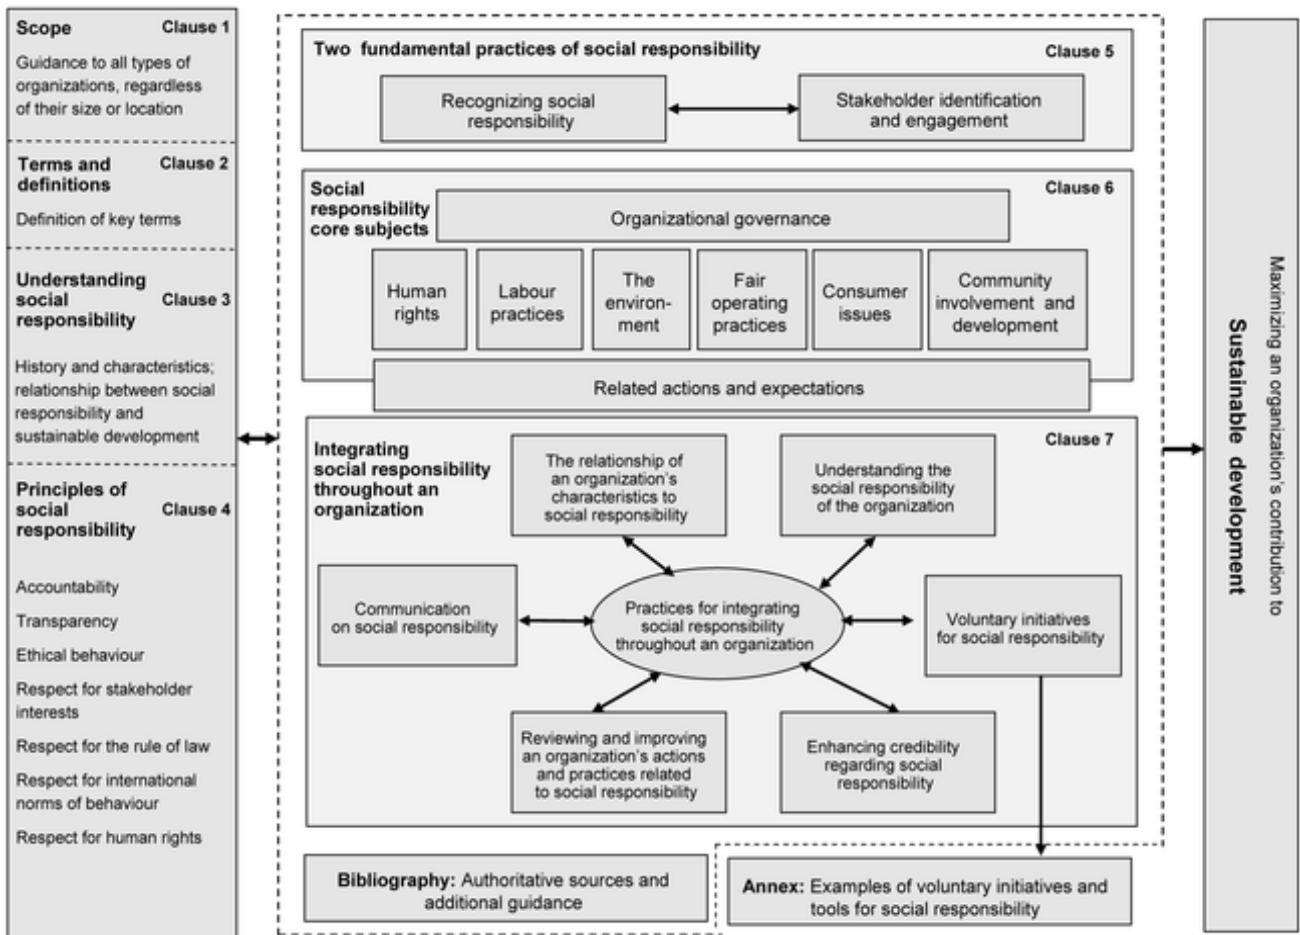 Scope Clause 1
Guidance to all types of
organizations, regardless
of their size or location
Terms and Clause 2
definitions
Definition of key terms
Understanding
social Clause 3
responsibility
History and characteristics;
relationship between social
responsibility and
sustainable development
Principles of
social Clause 4
responsibility
Accountability
Transparency
Ethical behaviour
Respect for stakeholder
interests
Respect for the rule of law
Respect for international
norms of behaviour
Respect for human rights
Two fundamental practices of social responsibility Clause 5
Recognizing social
responsibility
Stakeholder identification
and engagement
Social
responsibility
core subjects
Clause 6
Organizational governance
Human
rights
Labour
practices
The
environ-
ment
Fair
operating
practices
Consumer
issues
Community
involvement and
development
Related actions and expectations
Integrating
social responsibility
throughout an
organization
Clause 7
The relationship of
an organization's
characteristics to
social responsibility
Understanding the
social responsibility
of the organization
Communication
on social responsibility
Practices for integrating
social responsibility
throughout an organization
Voluntary initiatives
for social responsibility
Reviewing and improving
an organization's actions
and practices related
to social responsibility
Enhancing credibility
regarding social
responsibility
Bibliography: Authoritative sources and
additional guidance
Annex: Examples of voluntary initiatives and
tools for social responsibility
Maximizing an organization's contribution to
Sustainable development